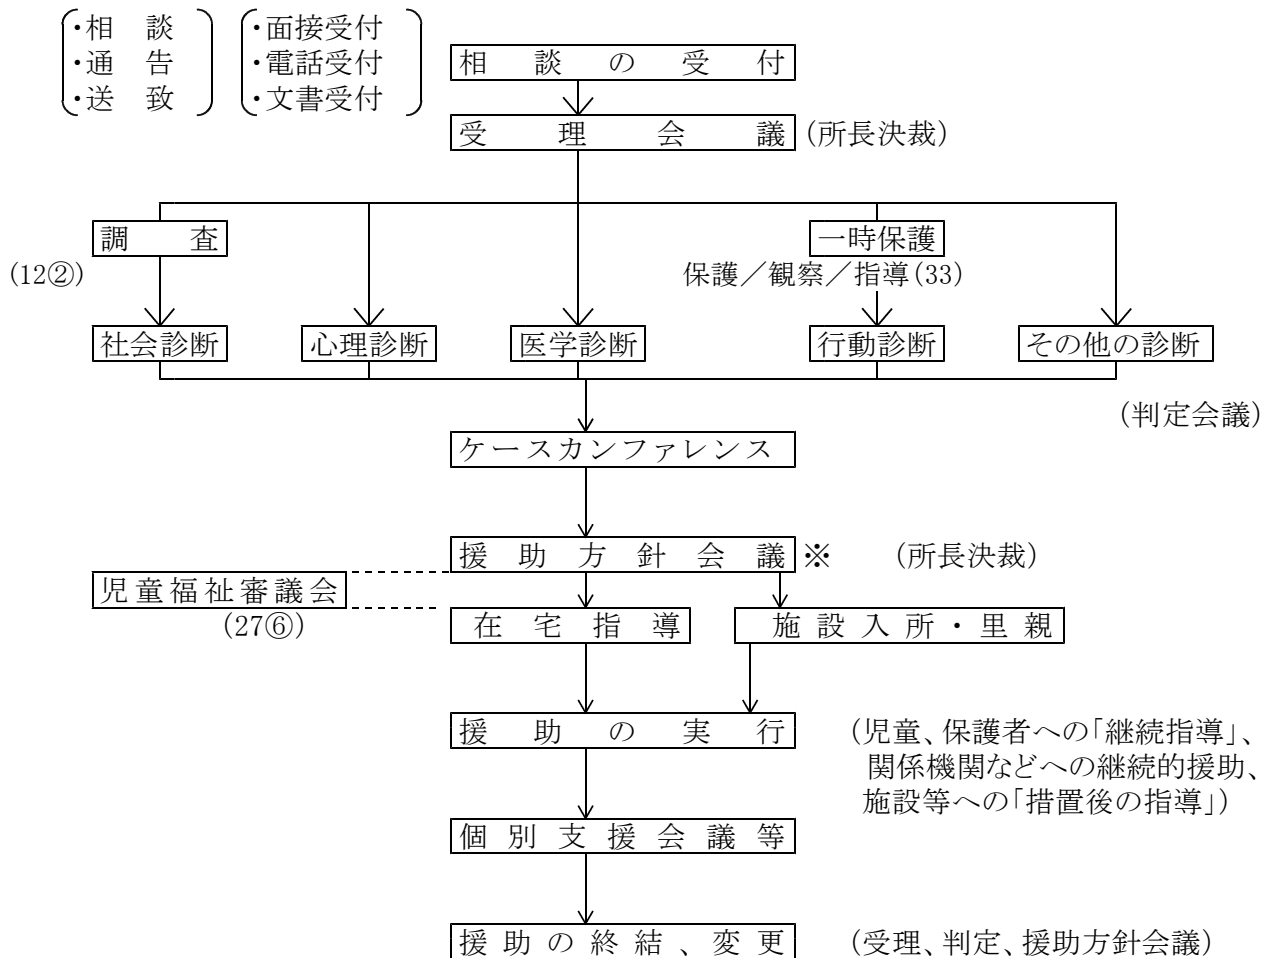 ・相 談
・通 告
・送 致
・面接受付
・電話受付
・文書受付
相談の受付
受理会議 (所長決裁)
調査
一時保護
(12②)
保護／観察／指導(33)
社会診断 心理診断 医学診断 行動診断 その他の診断
(判定会議)
ケースカンファレンス
援助方針会議 ※ (所長決裁)
児童福祉審議会
(27⑥)
在宅指導 施設入所・里親
援助の実行
(児童、保護者への「継続指導」、
関係機関などへの継続的援助、
施設等への「措置後の指導」)
個別支援会議等
援助の終結、変更 (受理、判定、援助方針会議)